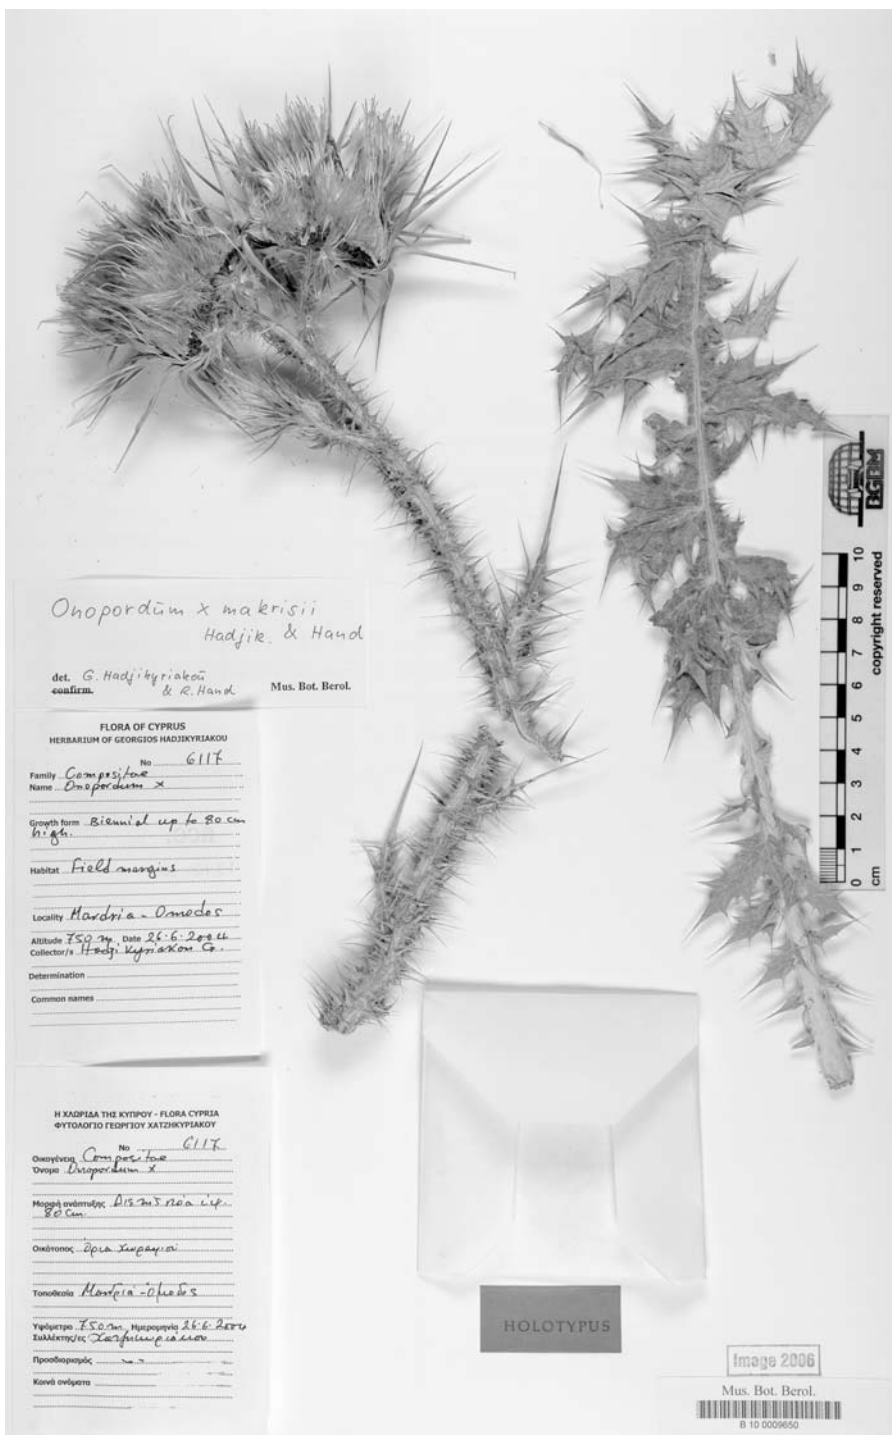 Onopordum x makrisii
Hadjik. & Hand
det. G. Hadjikyriakou
confirm. & R. Hand Mus. Bot. Berol.
FLORA OF CYPRUS
HERBARIUM OF GEORGIOS HADJIKYRIAKOU
No 6117
Family Compositae
Name Onopordum x
Growth form Biennial up to 80 cm
high.
Habitat Field margins
Locality Mandria - Omodos
Altitude 750 m Date 26.6.2004
Collector/s Hadjikyriakou G.
Determination
Common names
Η ΧΛΩΡΙΔΑ ΤΗΣ ΚΥΠΡΟΥ - FLORA CYPRIA
ΦΥΤΟΛΟΓΙΟ ΓΕΩΡΓΙΟΥ ΧΑΤΖΗΚΥΡΙΑΚΟΥ
No 6117
Οικογένεια Compositae
Όνομα Onopordum x
Μορφή ανάπτυξης
80 cm.
Οικότοπος Όρια χωραφιού
Τοποθεσία Μανδριά - Όμοδος
Υψόμετρο 750 m Ημερομηνία 26.6.2004
Συλλέκτης/ες Χατζηκυριάκου
Προσδιορισμός
Κοινά ονόματα
BGBM
copyright reserved
10
9
8
7
6
5
4
3
2
1
0
cm
HOLOTYPUS
Image 2006
Mus. Bot. Berol.
B 10 0009650